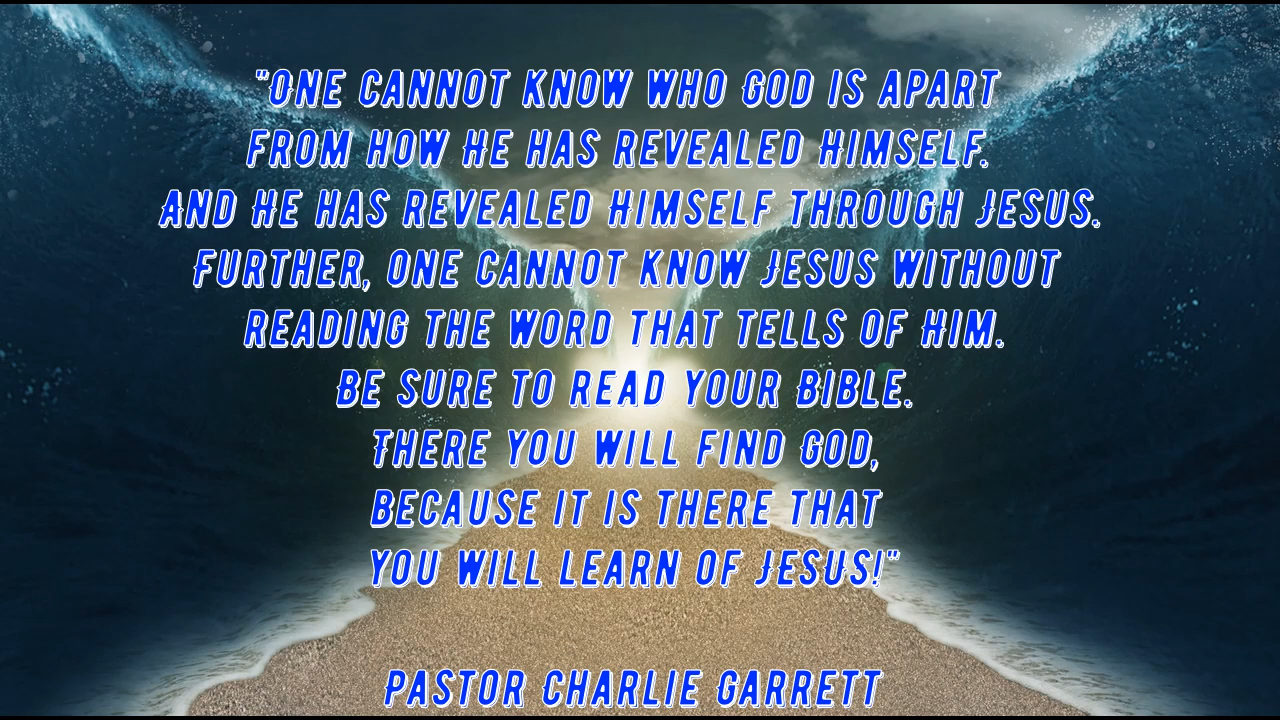 "One cannot know who God is apart
from how He has revealed Himself.
And He has revealed Himself through Jesus.
Further, one cannot know Jesus without
reading the Word that tells of Him.
Be sure to read your Bible.
There you will find God,
because it is there that
you will learn of Jesus!"
Pastor Charlie Garrett